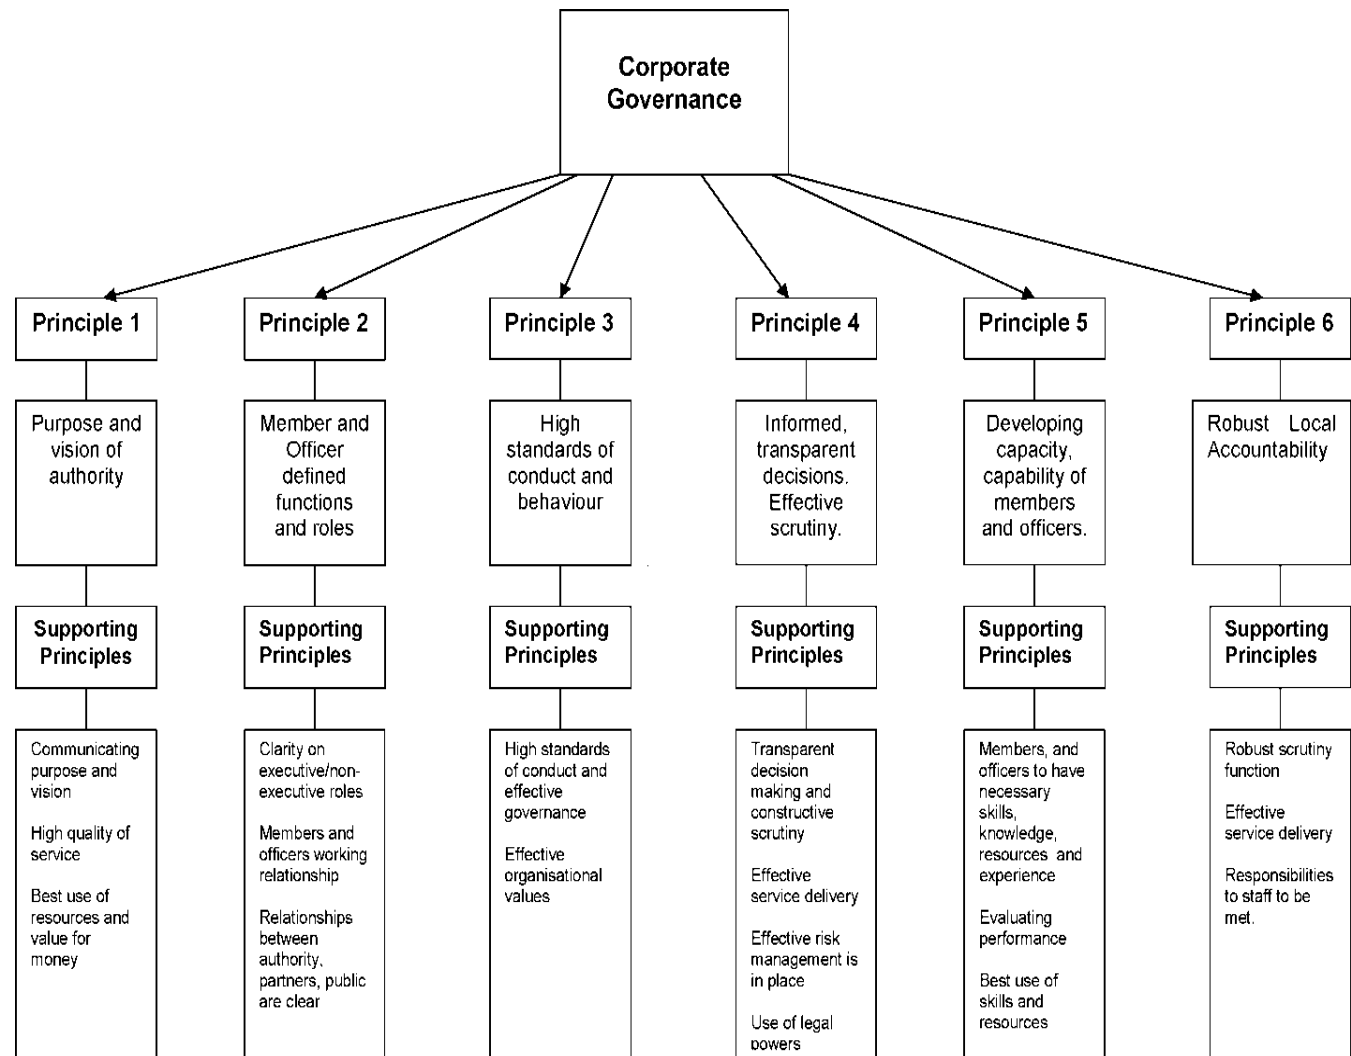 Corporate
Governance
Principle 1
Principle 2
Principle 3
Principle 4
Principle 5
Principle 6
Purpose and
vision of
authority
Member and
Officer
defined
functions
and roles
High
standards of
conduct and
behaviour
Informed,
transparent
decisions.
Effective
scrutiny.
Developing
capacity,
capability of
members
and officers.
Robust Local
Accountability
Supporting
Principles
Supporting
Principles
Supporting
Principles
Supporting
Principles
Supporting
Principles
Supporting
Principles
Communicating
purpose and
vision
High quality of
service
Best use of
resources and
value for
money
Clarity on
executive/non-
executive roles
Members and
officers working
relationship
Relationships
between
authority,
partners, public
are clear
High standards
of conduct and
effective
governance
Effective
organisational
values
Transparent
decision
making and
constructive
scrutiny
Effective
service delivery
Effective risk
management is
in place
Use of legal
powers
Members, and
officers to have
necessary
skills,
knowledge,
resources and
experience
Evaluating
performance
Best use of
skills and
resources
Robust scrutiny
function
Effective
service delivery
Responsibilities
to staff to be
met.